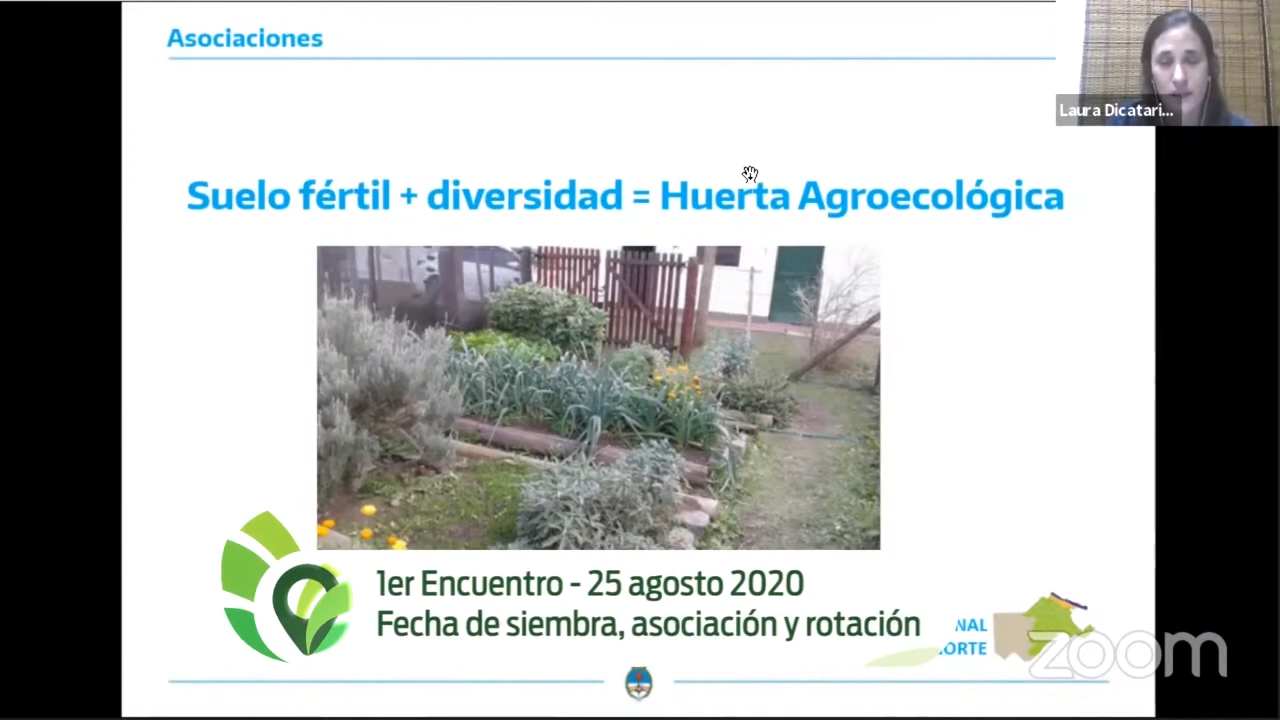 Asociaciones
Laura Dicatari...
Suelo fértil + diversidad = Huerta Agroecológica
1er Encuentro - 25 agosto 2020
Fecha de siembra, asociación y rotación
NAL
ORTE
zoom